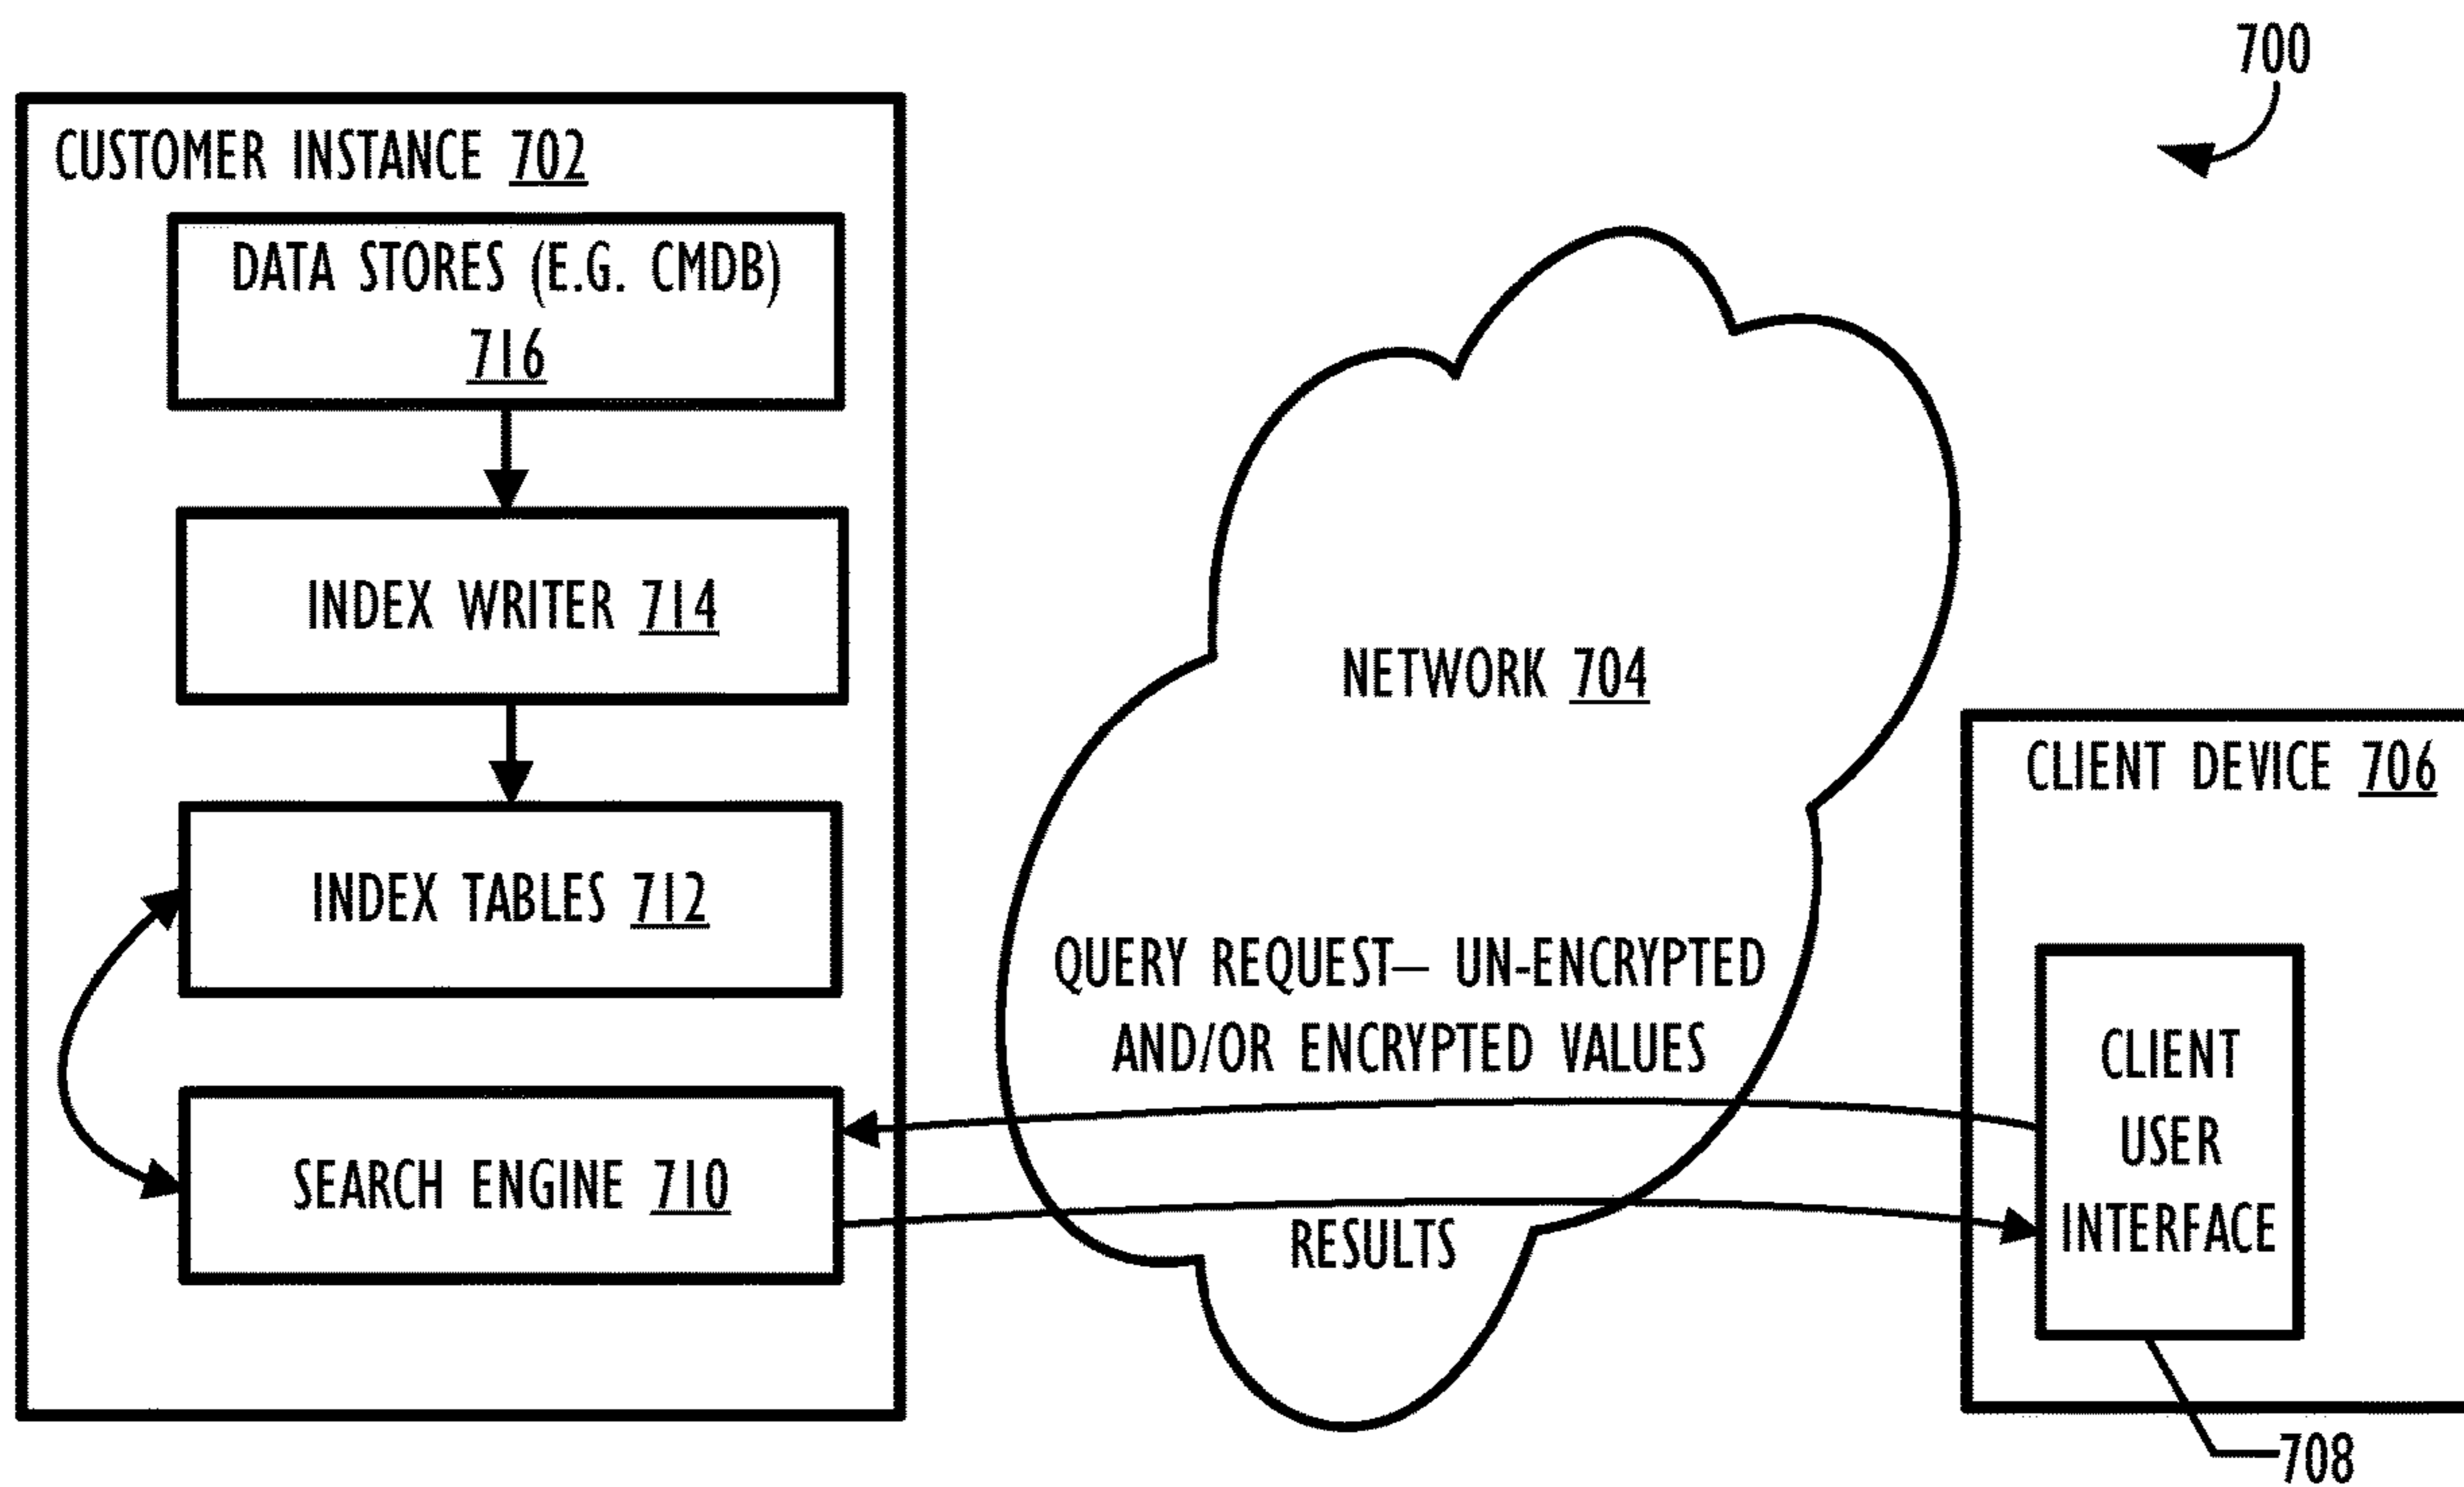 700
CUSTOMER INSTANCE 702
DATA STORES (E.G. CMDB)
716
INDEX WRITER 714
INDEX TABLES 712
SEARCH ENGINE 710
NETWORK 704
QUERY REQUEST— UN-ENCRYPTED
AND/OR ENCRYPTED VALUES
RESULTS
CLIENT DEVICE 706
CLIENT
USER
INTERFACE
708